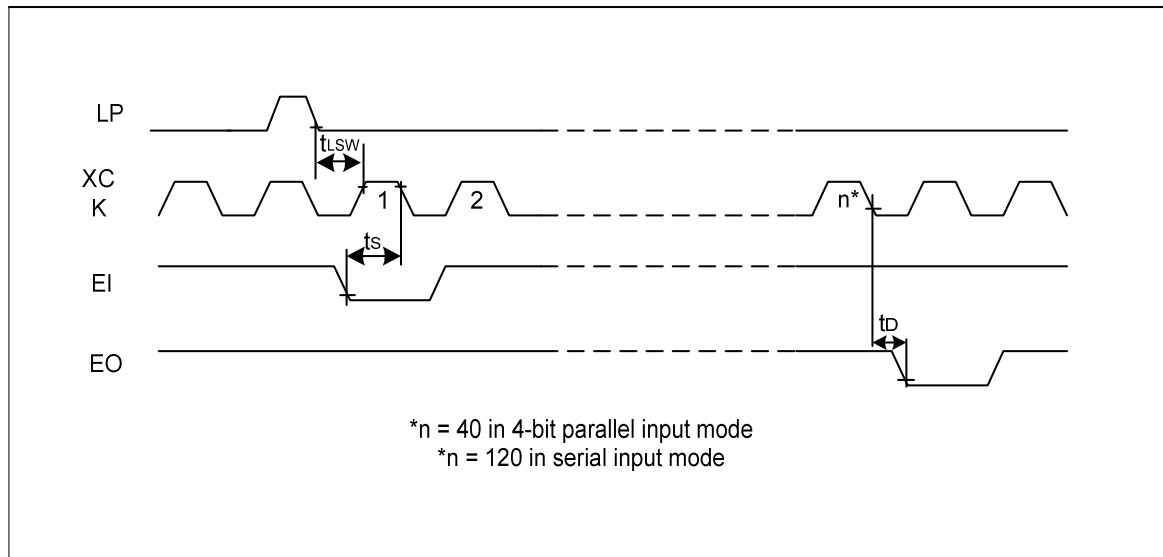 LP
tLSW
XC
K
1
2
n*
tS
EI
tD
EO
*n = 40 in 4-bit parallel input mode
*n = 120 in serial input mode